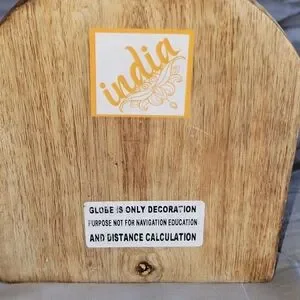 india
GLOBE IS ONLY DECORATION
PURPOSE NOT FOR NAVIGATION EDUCATION
AND DISTANCE CALCULATION